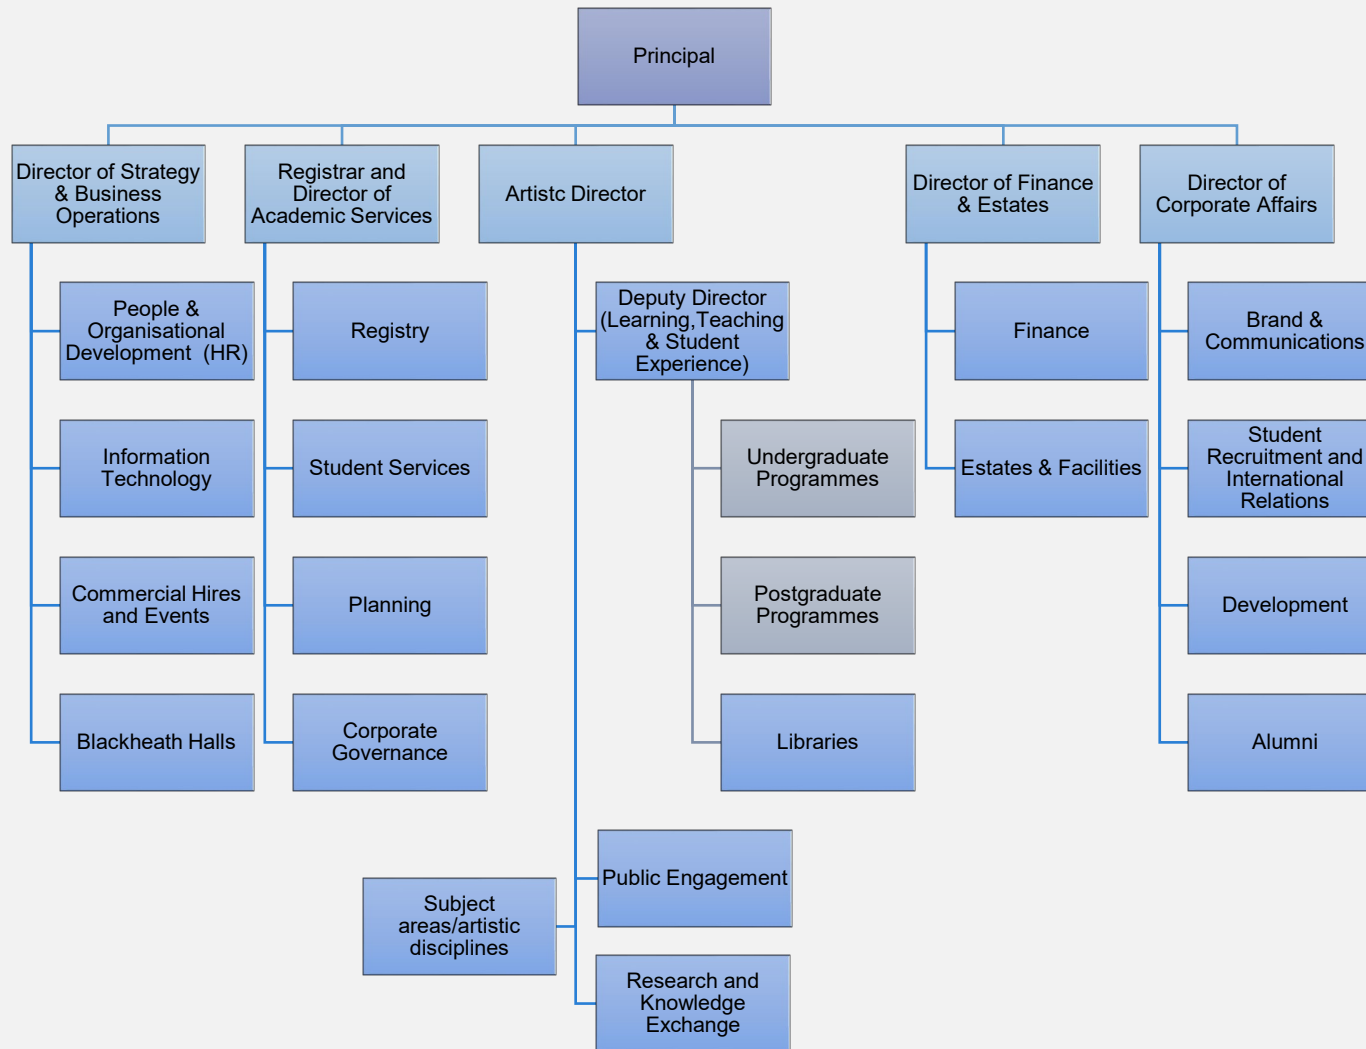 Principal
Director of Strategy
& Business
Operations
Registrar and
Director of
Academic Services
Artistc Director
Director of Finance
& Estates
Director of
Corporate Affairs
People &
Organisational
Development (HR)
Registry
Deputy Director
(Learning,Teaching
& Student
Experience)
Finance
Brand &
Communications
Information
Technology
Student Services
Undergraduate
Programmes
Estates & Facilities
Student
Recruitment and
International
Relations
Commercial Hires
and Events
Planning
Postgraduate
Programmes
Development
Blackheath Halls
Corporate
Governance
Libraries
Alumni
Public Engagement
Subject
areas/artistic
disciplines
Research and
Knowledge
Exchange